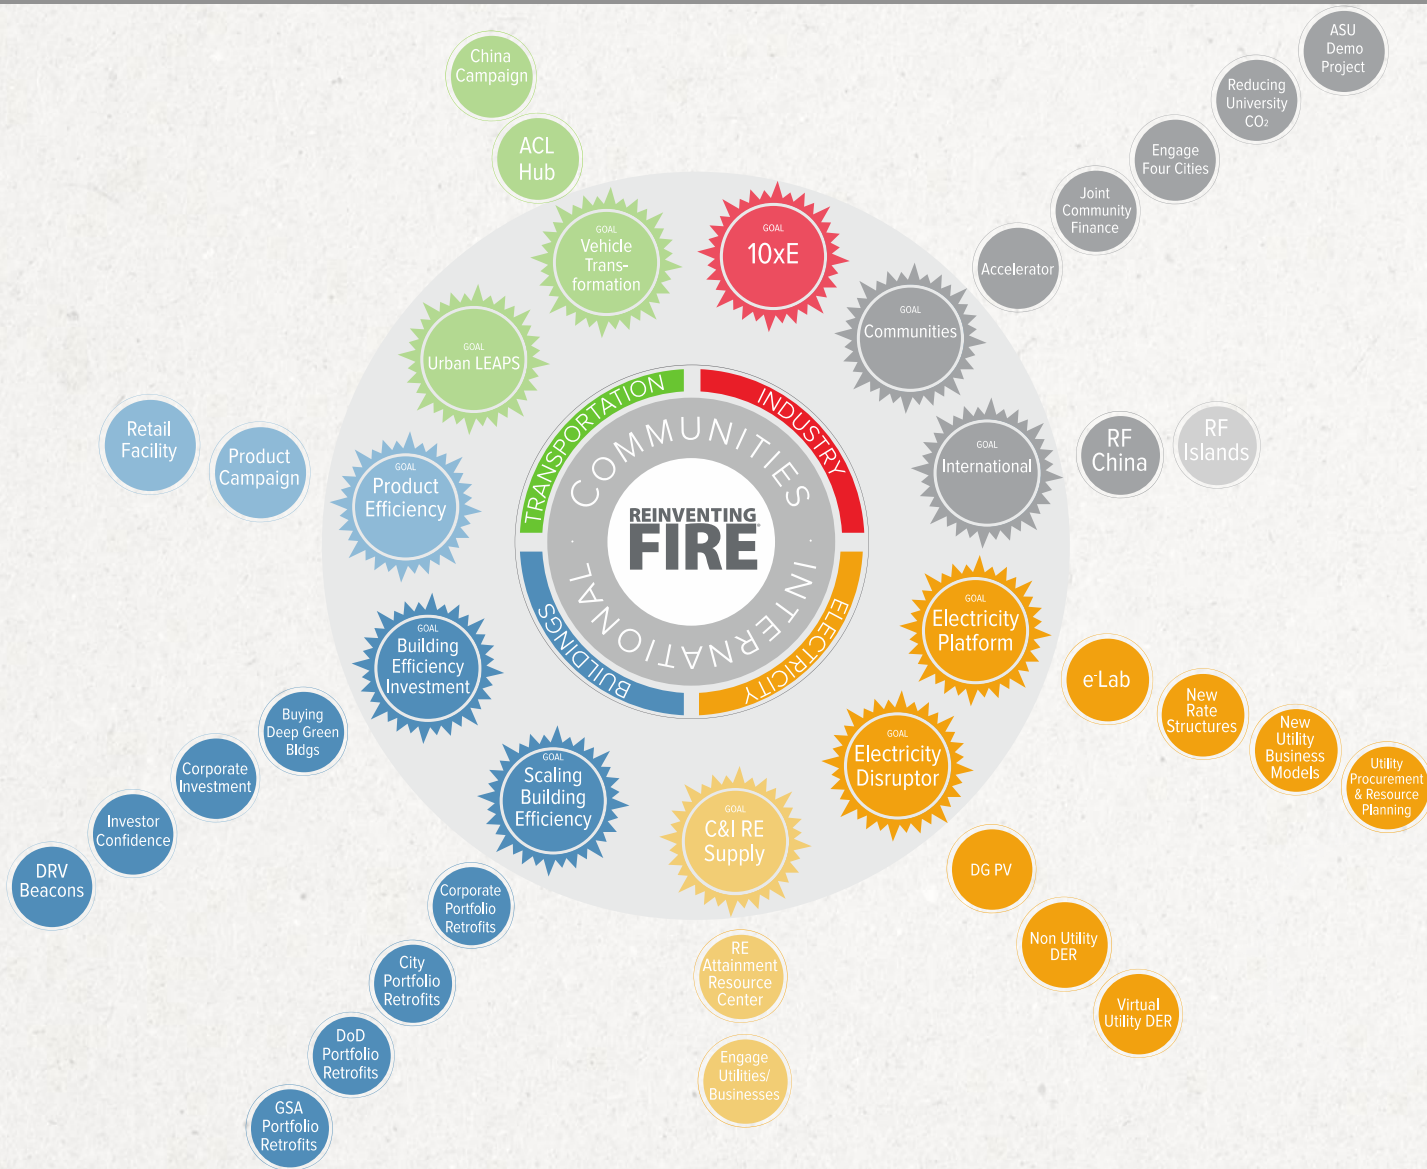 China
Campaign
ACL
Hub
ASU
Demo
Project
Reducing
University
CO2
Engage
Four Cities
Joint
Community
Finance
Accelerator
GOAL
Vehicle
Trans-
formation
GOAL
10xE
GOAL
Communities
GOAL
Urban LEAPS
GOAL
International
RF
China
RF
Islands
Retail
Facility
Product
Campaign
GOAL
Product
Efficiency
TRANSPORTATION
INDUSTRY
COMMUNITIES
REINVENTING
FIRE
INTERNATIONAL
BUILDINGS
ELECTRICITY
GOAL
Electricity
Platform
e-Lab
New
Rate
Structures
New
Utility
Business
Models
Utility
Procurement
& Resource
Planning
GOAL
Building
Efficiency
Investment
Buying
Deep Green
Bldgs
Corporate
Investment
Investor
Confidence
DRV
Beacons
GOAL
Scaling
Building
Efficiency
GOAL
Electricity
Disruptor
GOAL
C&I RE
Supply
DG PV
Non Utility
DER
Virtual
Utility DER
Corporate
Portfolio
Retrofits
City
Portfolio
Retrofits
DoD
Portfolio
Retrofits
GSA
Portfolio
Retrofits
RE
Attainment
Resource
Center
Engage
Utilities/
Businesses